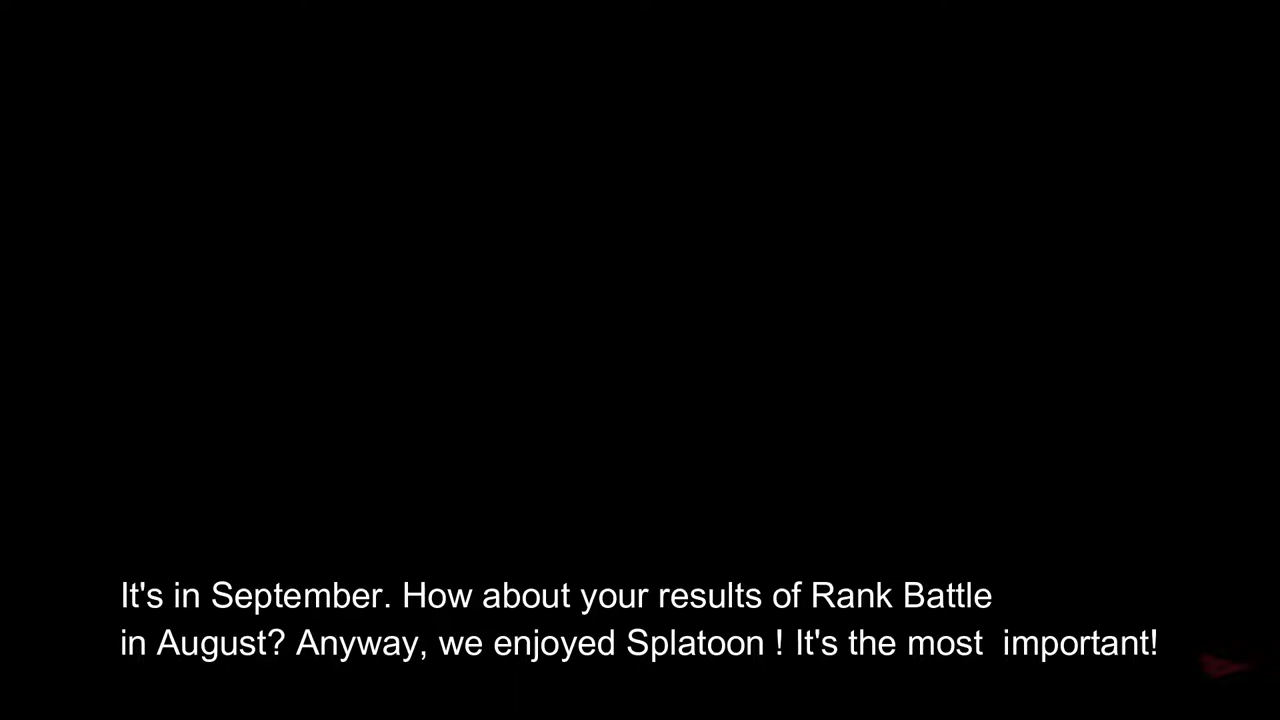 It's in September. How about your results of Rank Battle
in August? Anyway, we enjoyed Splatoon ! It's the most  important!